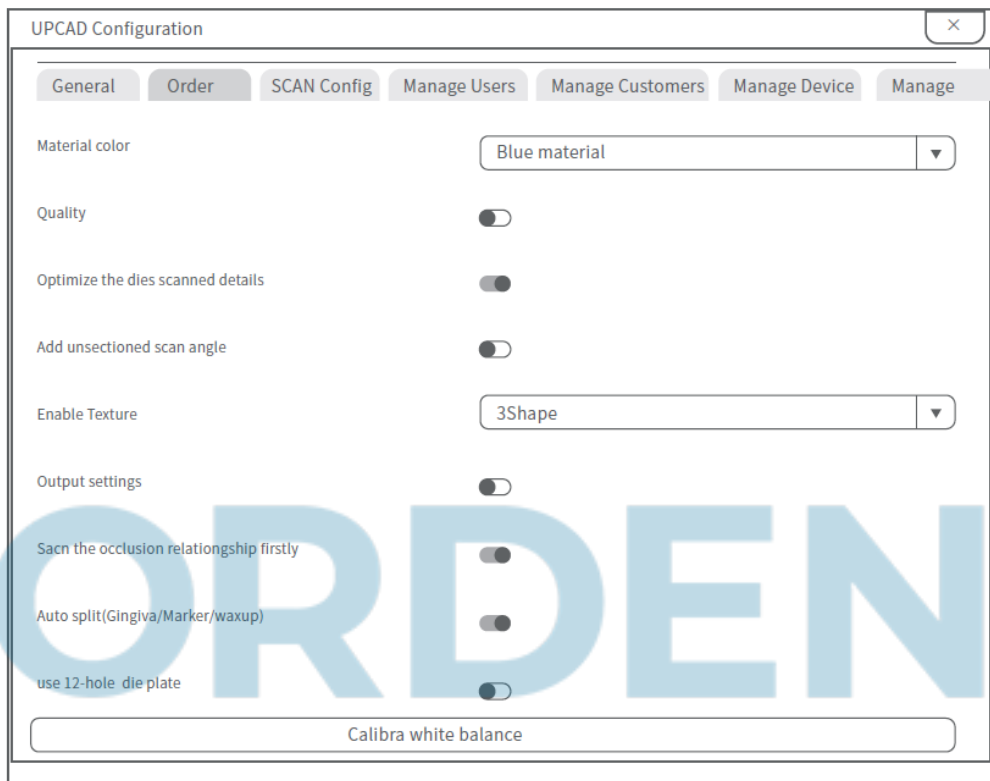 UPCAD Configuration ×
General Order SCAN Config Manage Users Manage Customers Manage Device Manage
Material color Blue material
Quality
Optimize the dies scanned details
Add unsectioned scan angle
Enable Texture 3Shape
Output settings
Sacn the occlusion relationgship firstly
Auto split(Gingiva/Marker/waxup)
use 12-hole die plate
ORDEN
Calibra white balance